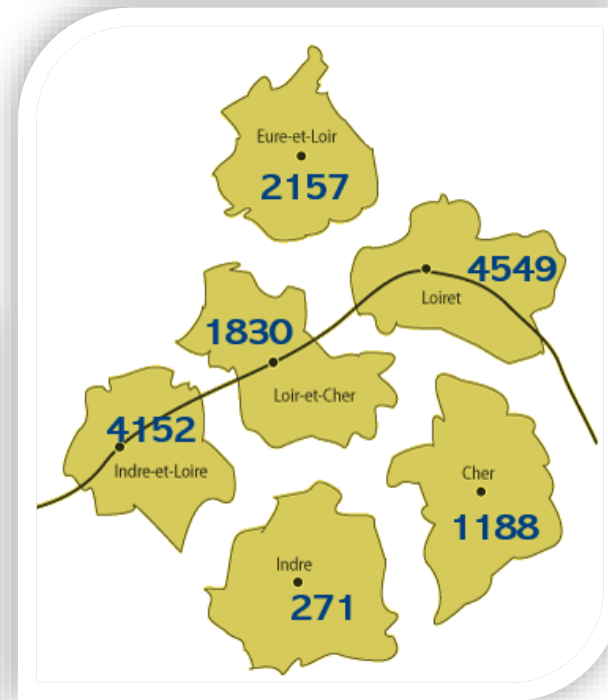 Eure-et-Loir
2157
4549
Loiret
1830
Loir-et-Cher
4152
Indre-et-Loire
Cher
1188
Indre
271